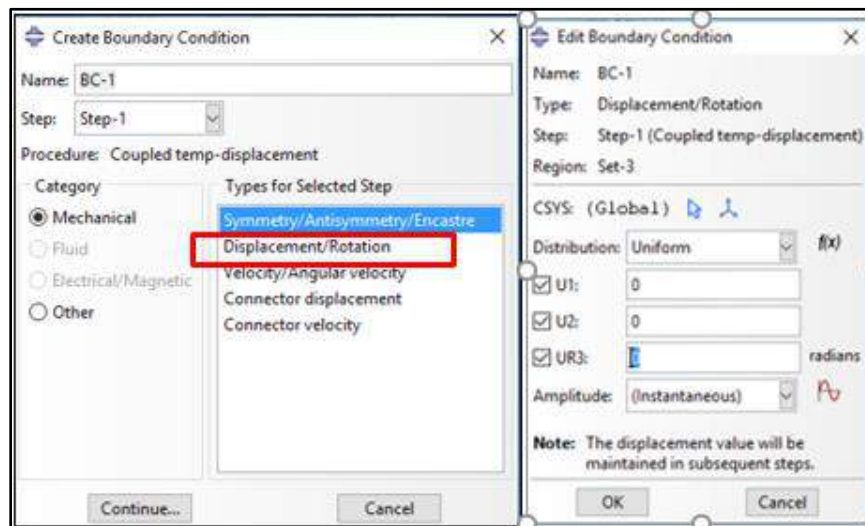 Create Boundary Condition
Name: BC-1
Step: Step-1
Procedure: Coupled temp-displacement
Category
Mechanical
Fluid
Electrical/Magnetic
Other
Types for Selected Step
Symmetry/Antisymmetry/Encastre
Displacement/Rotation
Velocity/Angular velocity
Connector displacement
Connector velocity
Continue...
Cancel
Edit Boundary Condition
Name: BC-1
Type: Displacement/Rotation
Step: Step-1 (Coupled temp-displacement)
Region: Set-3
CSYS: (Global)
Distribution: Uniform f(x)
U1: 0
U2: 0
UR3: 0 radians
Amplitude: (Instantaneous)
Note: The displacement value will be
maintained in subsequent steps.
OK
Cancel